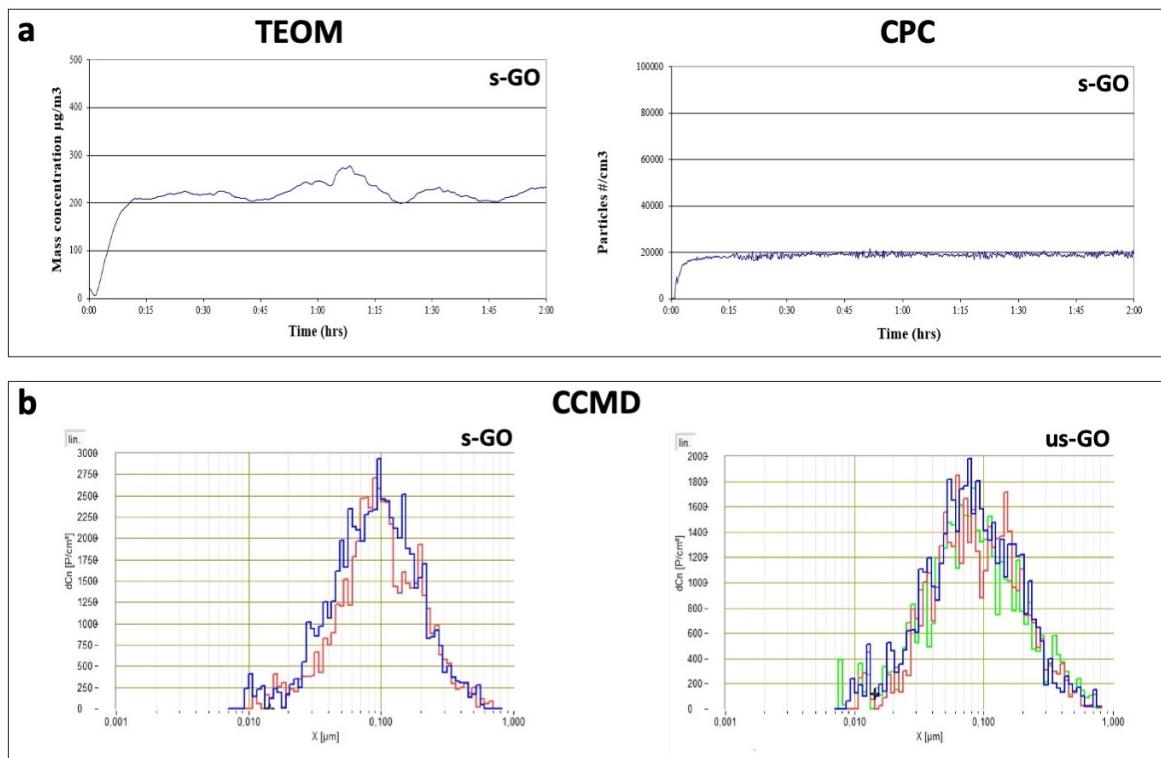 a
TEOM
CPC
s-GO
Mass concentration µg/m3
500
400
300
200
100
0
0:00 0:15 0:30 0:45 1:00 1:15 1:30 1:45 2:00
Time (hrs)
s-GO
Particles #/cm3
100000
80000
60000
40000
20000
0
0:00 0:15 0:30 0:45 1:00 1:15 1:30 1:45 2:00
Time (hrs)
b
CCMD
s-GO
lin.
dCn [P/cm³]
3000
2750
2500
2250
2000
1750
1500
1250
1000
750
500
250
0
0.001 0,010 0,100 1,000
X [µm]
us-GO
lin.
dCn [P/cm³]
2000
1800
1600
1400
1200
1000
800
600
400
200
0
0,001 0,010 0,100 1,000
X [µm]